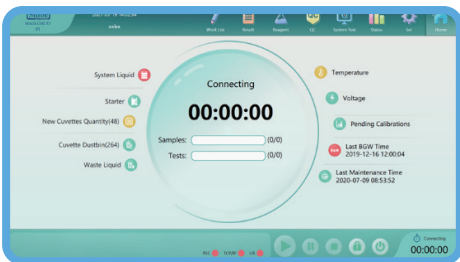 Work List
Result
Reagent
QC
System Test
Status
Set
Home
System Liquid
Starter
New Cuvettes Quantity(48)
Cuvette Dustbin(264)
Waste Liquid
Connecting
00:00:00
Samples: (0/0)
Tests: (0/0)
Temperature
Voltage
Pending Calibrations
Last BGW Time
2019-12-16 12:00:04
Last Maintenance Time
2020-07-09 08:53:52
Connecting
00:00:00